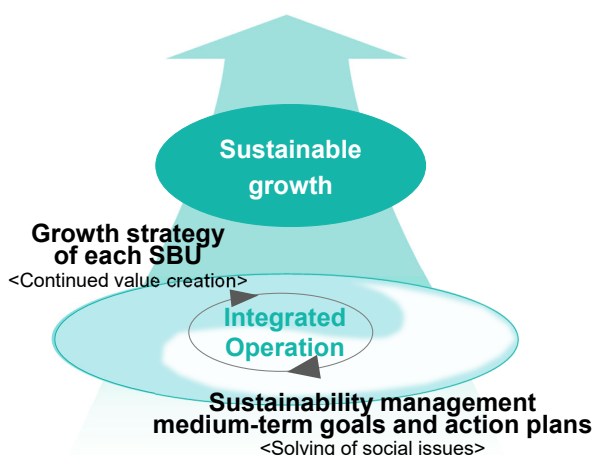 Sustainable
growth
Growth strategy
of each SBU
<Continued value creation>
Integrated
Operation
Sustainability management
medium-term goals and action plans
<Solving of social issues>